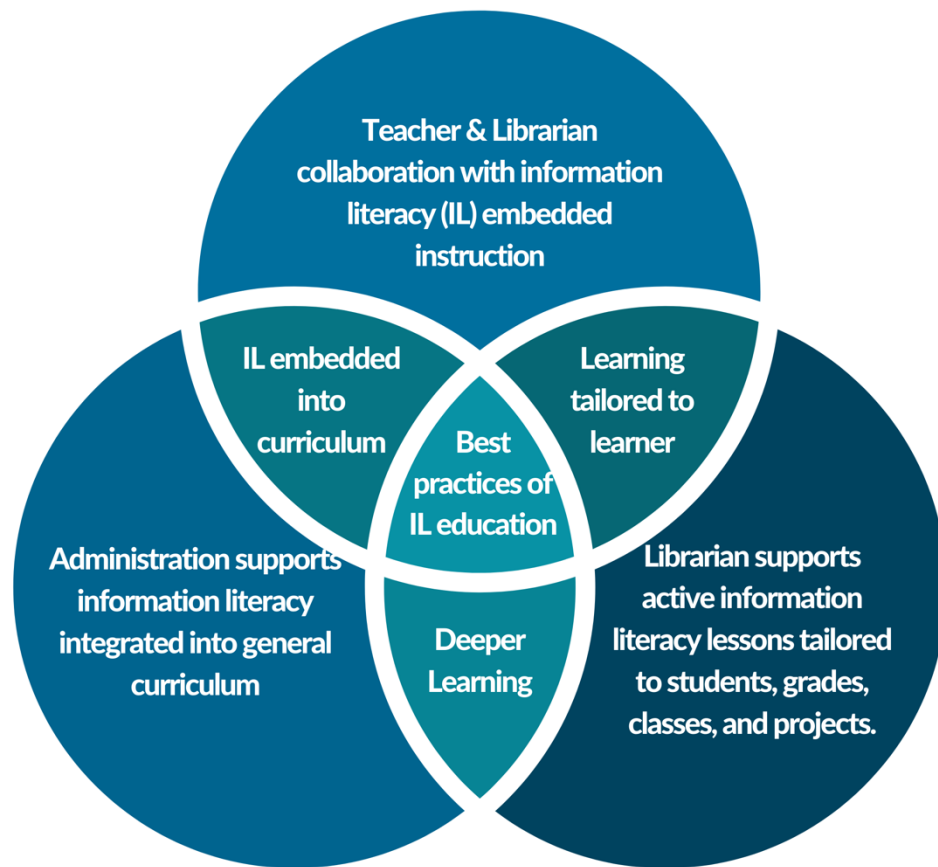 Teacher & Librarian
collaboration with information
literacy (IL) embedded
instruction
IL embedded
into
curriculum
Learning
tailored to
learner
Best
practices of
IL education
Administration supports
information literacy
integrated into general
curriculum
Librarian supports
active information
literacy lessons tailored
to students, grades,
classes, and projects.
Deeper
Learning